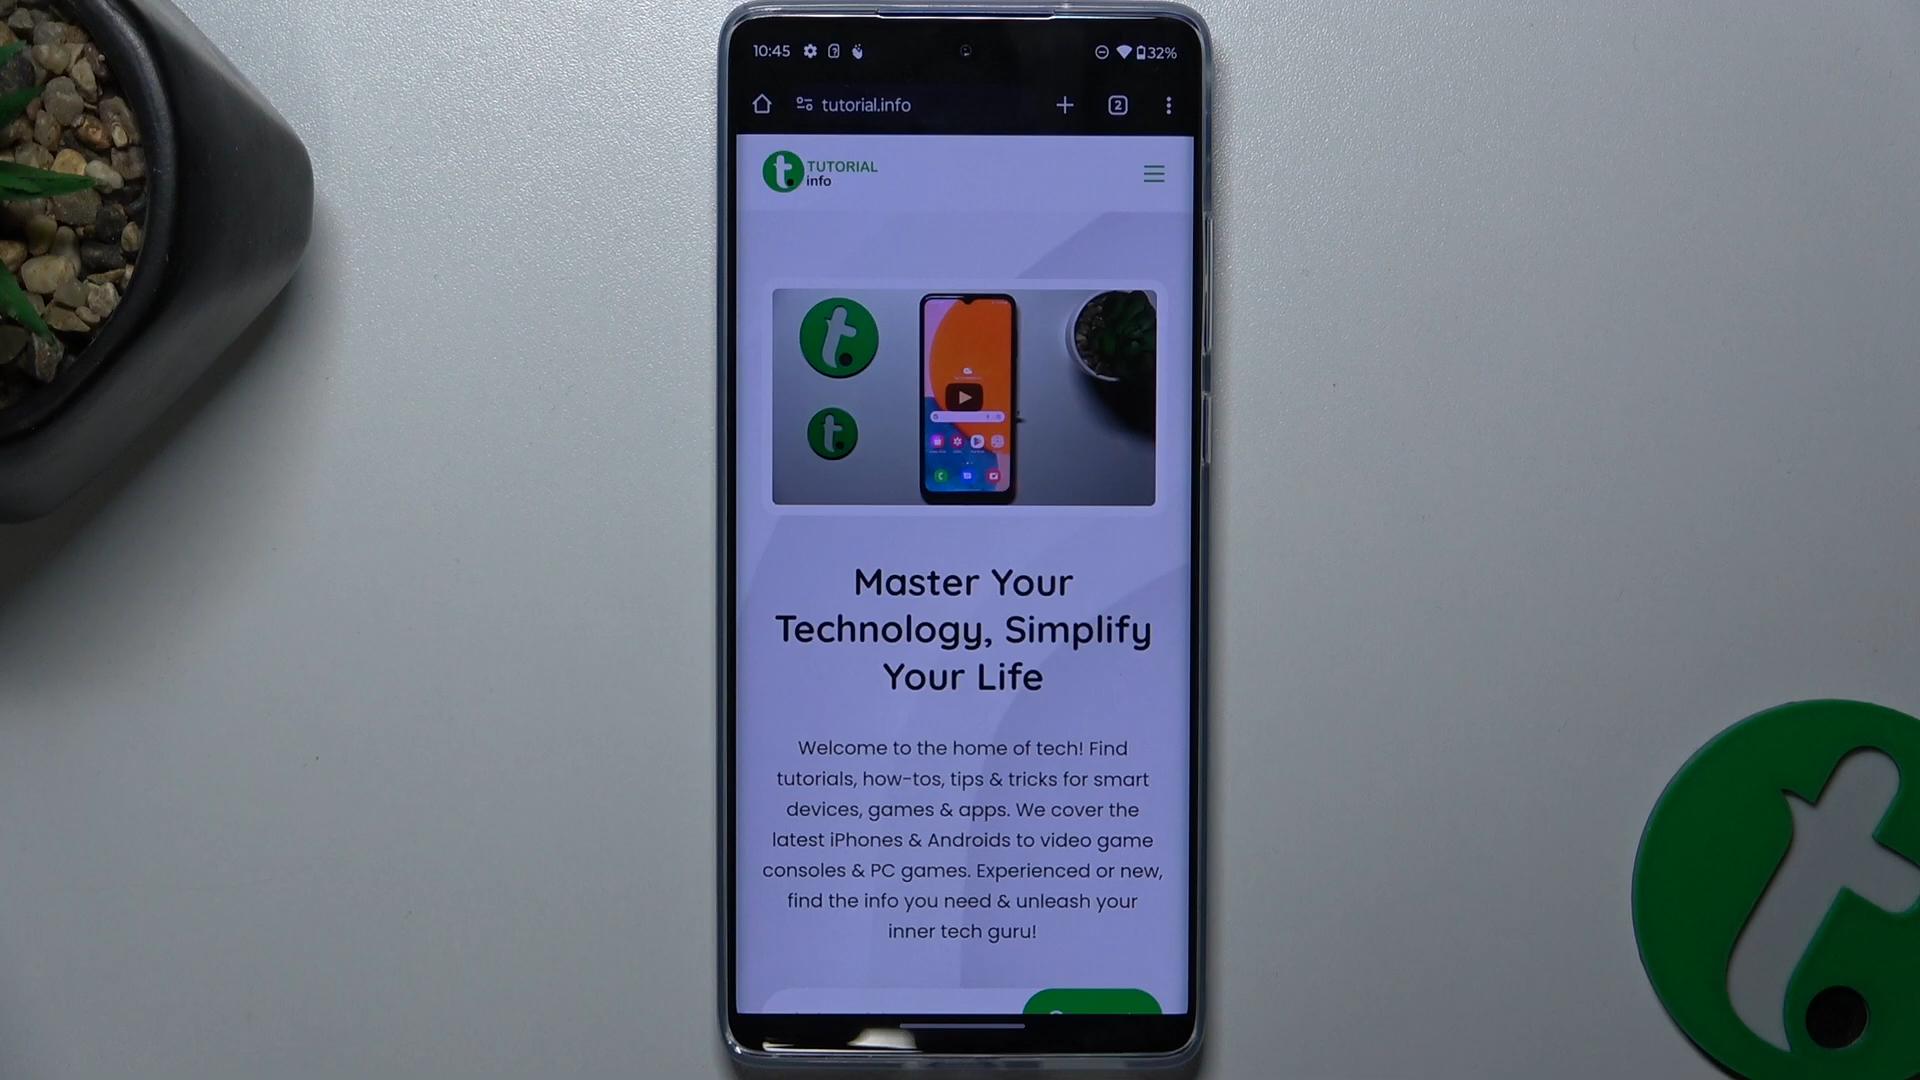 10:45
32%
tutorial.info
2
TUTORIAL
info
Master Your
Technology, Simplify
Your Life
Welcome to the home of tech! Find
tutorials, how-tos, tips & tricks for smart
devices, games & apps. We cover the
latest iPhones & Androids to video game
consoles & PC games. Experienced or new,
find the info you need & unleash your
inner tech guru!